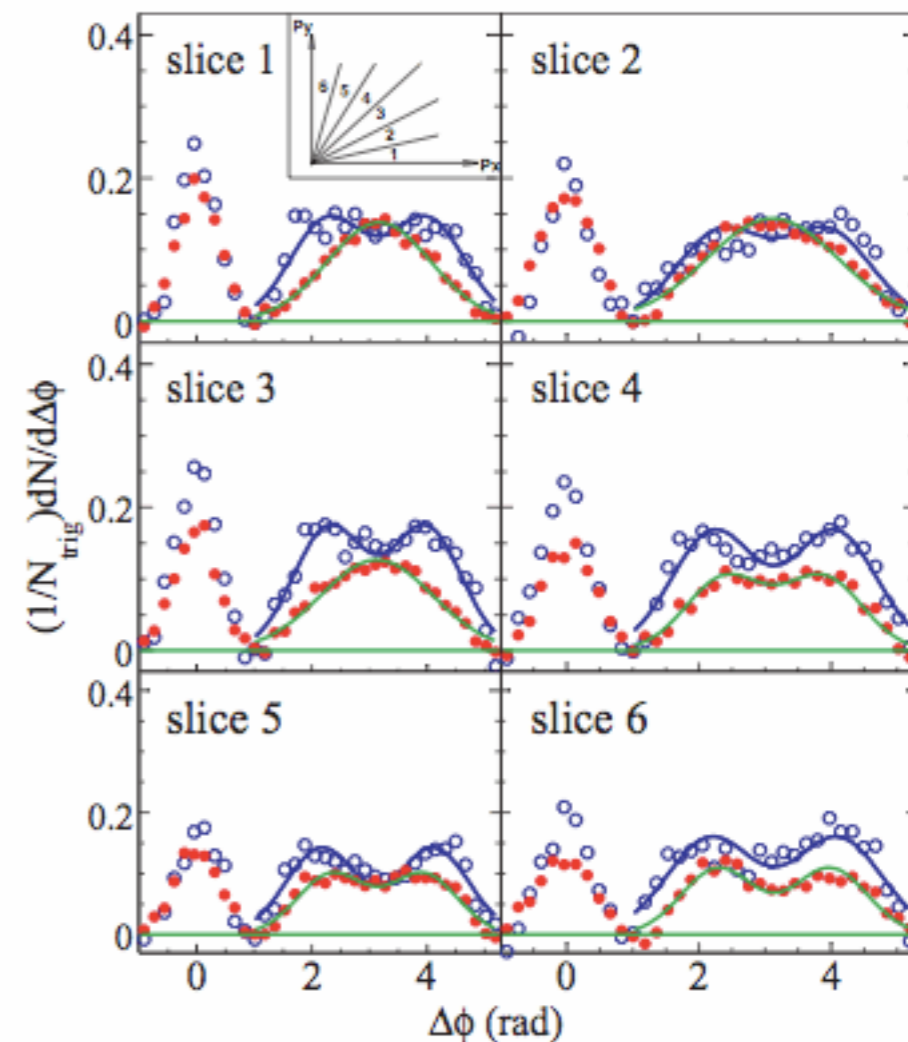 0.4
slice 1
Py
6
5
4
3
2
1
Px
slice 2
0.2
0
0.4
slice 3
slice 4
0.2
0
0.4
slice 5
slice 6
0.2
0
(1/N_trig)dN/dΔϕ
0 2 4 0 2 4
Δϕ (rad)